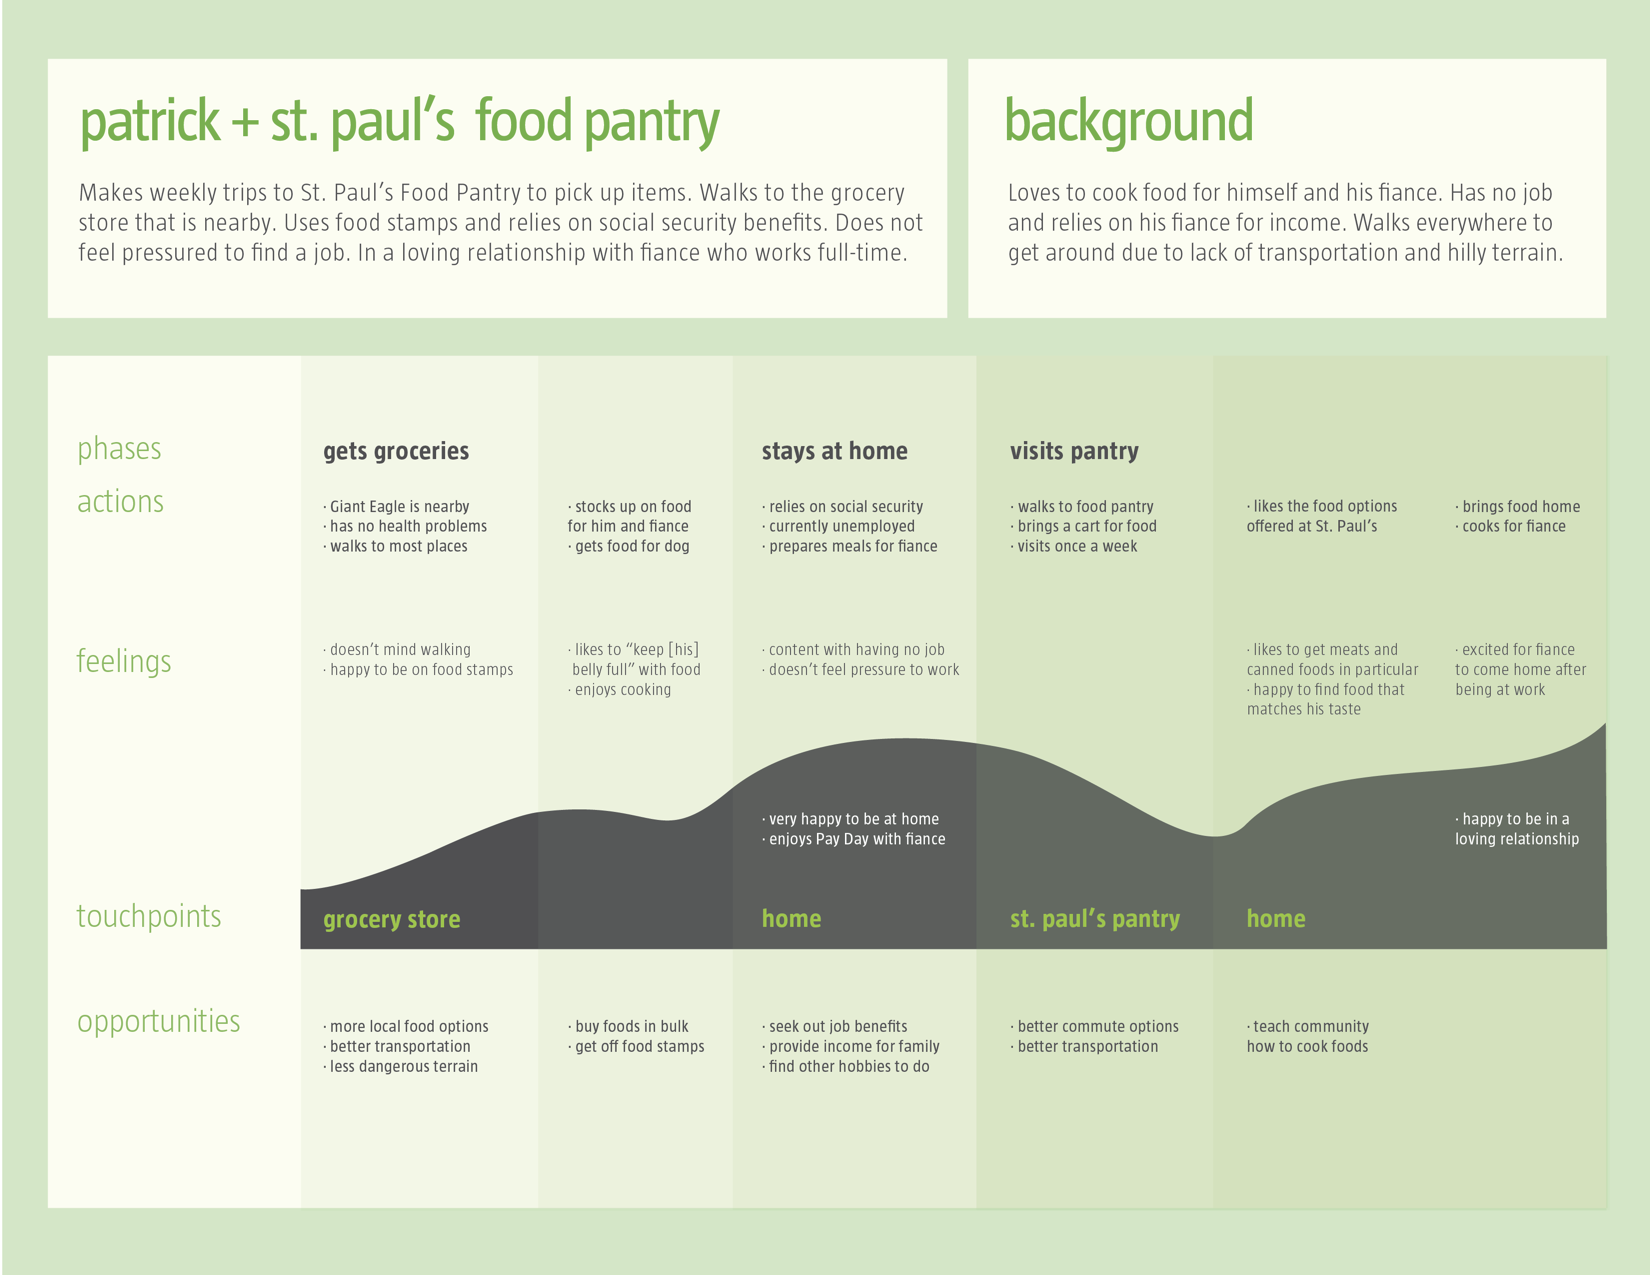 patrick + st. paul's food pantry
Makes weekly trips to St. Paul's Food Pantry to pick up items. Walks to the grocery
store that is nearby. Uses food stamps and relies on social security benefits. Does not
feel pressured to find a job. In a loving relationship with fiance who works full-time.
background
Loves to cook food for himself and his fiance. Has no job
and relies on his fiance for income. Walks everywhere to
get around due to lack of transportation and hilly terrain.
phases
gets groceries
stays at home
visits pantry
actions
· Giant Eagle is nearby
· has no health problems
· walks to most places
· stocks up on food
for him and fiance
· gets food for dog
· relies on social security
· currently unemployed
· prepares meals for fiance
· walks to food pantry
· brings a cart for food
· visits once a week
· likes the food options
offered at St. Paul's
· brings food home
· cooks for fiance
feelings
· doesn't mind walking
· happy to be on food stamps
· likes to "keep [his]
belly full" with food
· enjoys cooking
· content with having no job
· doesn't feel pressure to work
· likes to get meats and
canned foods in particular
· happy to find food that
matches his taste
· excited for fiance
to come home after
being at work
· very happy to be at home
· enjoys Pay Day with fiance
· happy to be in a
loving relationship
touchpoints
grocery store
home
st. paul's pantry
home
opportunities
· more local food options
· better transportation
· less dangerous terrain
· buy foods in bulk
· get off food stamps
· seek out job benefits
· provide income for family
· find other hobbies to do
· better commute options
· better transportation
· teach community
how to cook foods